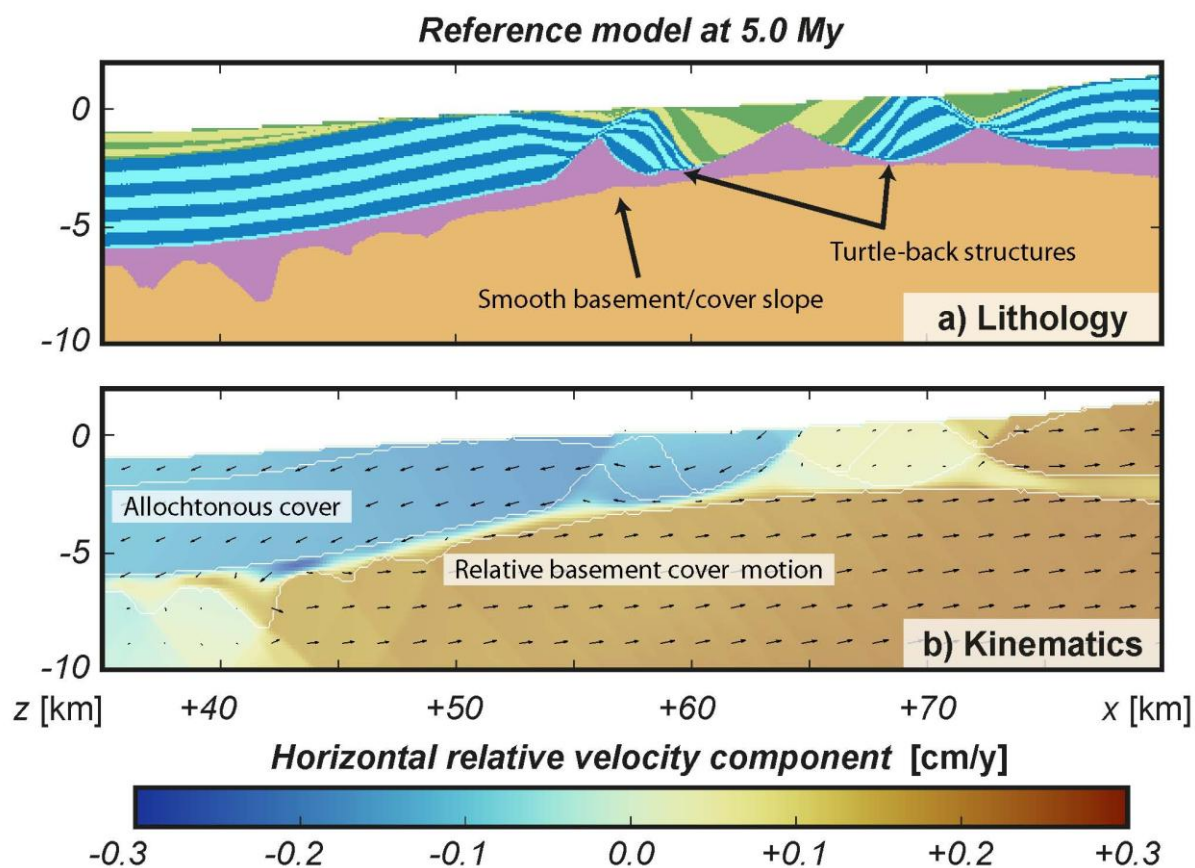 Reference model at 5.0 My
0
-5
-10
Turtle-back structures
Smooth basement/cover slope
a) Lithology
0
-5
-10
Allochtonous cover
Relative basement cover motion
b) Kinematics
z [km] +40 +50 +60 +70 x [km]
Horizontal relative velocity component [cm/y]
-0.3 -0.2 -0.1 0.0 +0.1 +0.2 +0.3